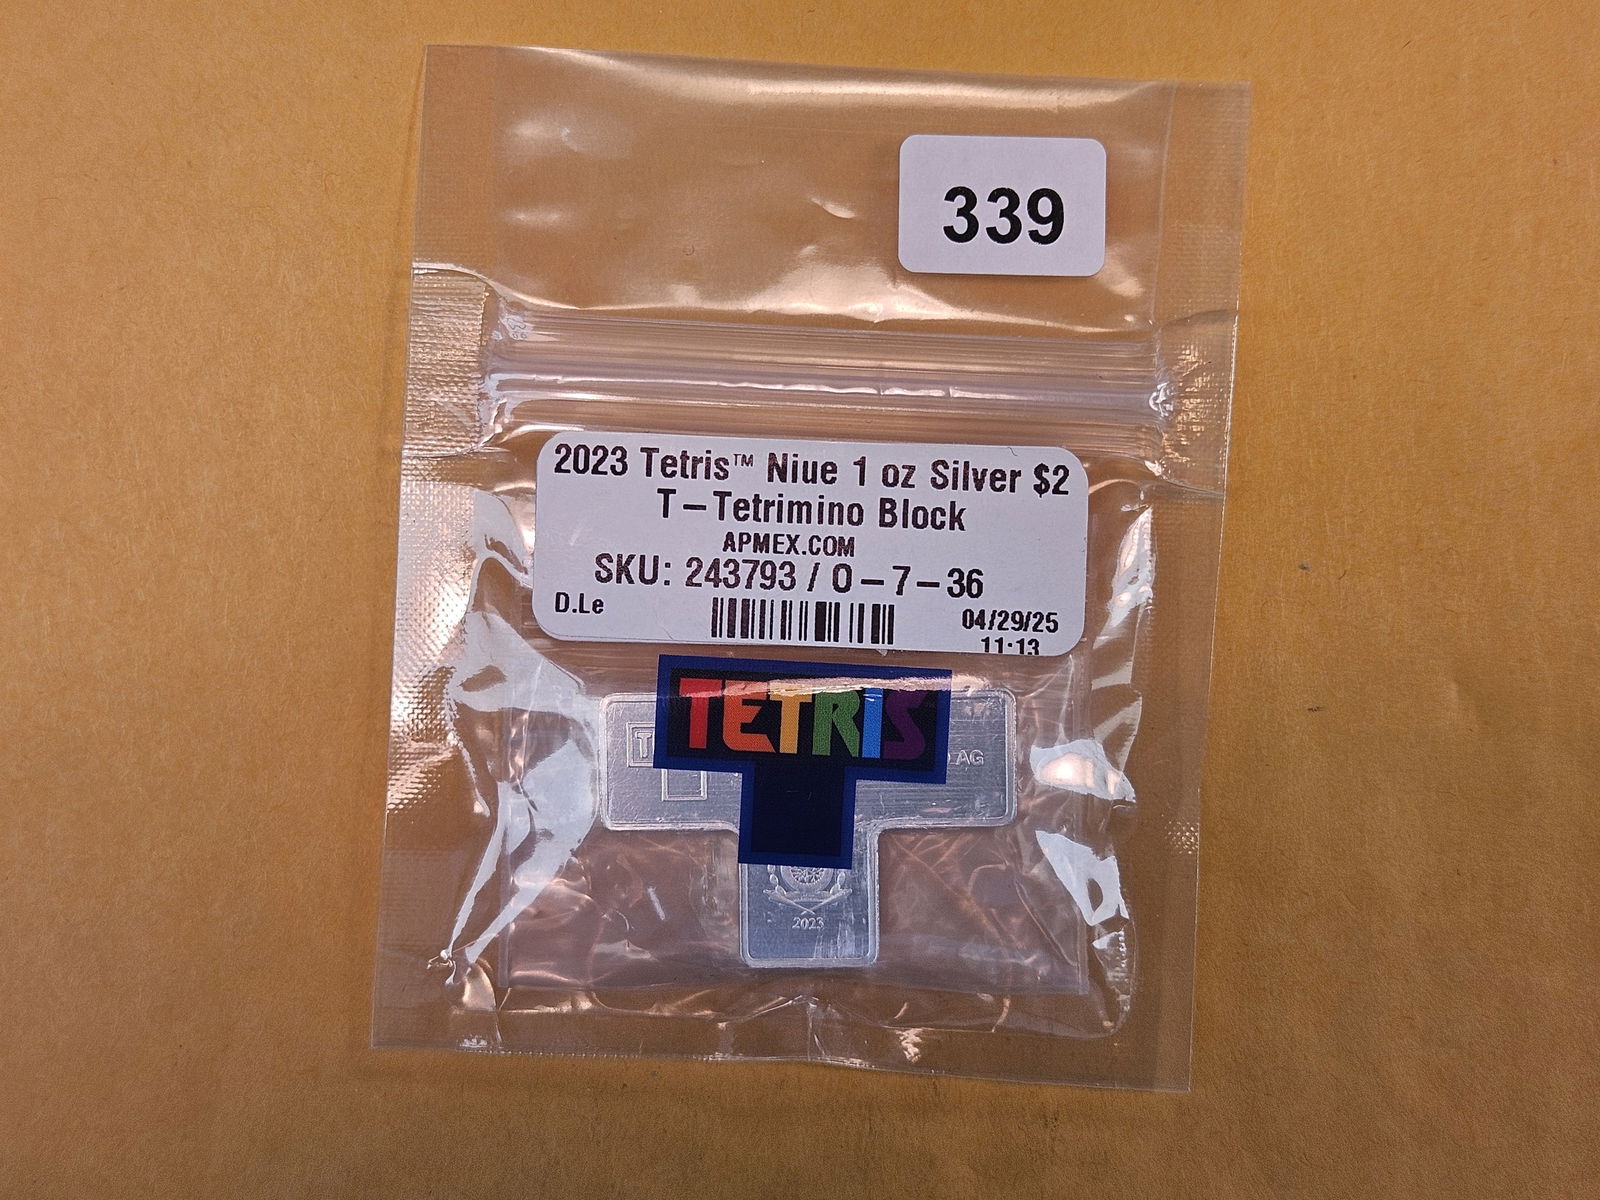 339
2023 Tetris™ Niue 1 oz Silver $2
T-Tetrimino Block
APMEX.COM
SKU: 243793 / O-7-36
D.Le
04/29/25
11:13
TETRIS
AG
2023